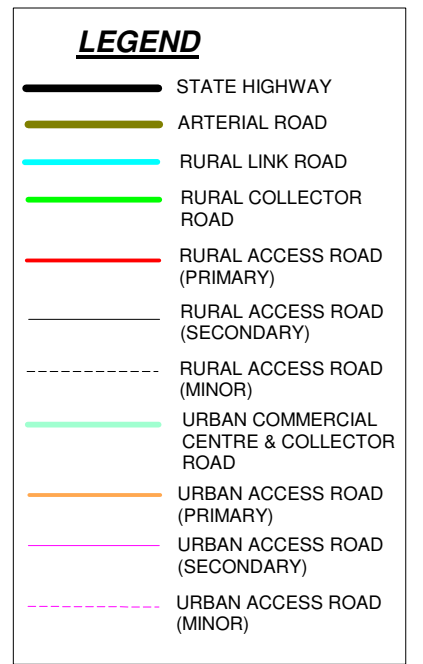 LEGEND
STATE HIGHWAY
ARTERIAL ROAD
RURAL LINK ROAD
RURAL COLLECTOR
ROAD
RURAL ACCESS ROAD
(PRIMARY)
RURAL ACCESS ROAD
(SECONDARY)
RURAL ACCESS ROAD
(MINOR)
URBAN COMMERCIAL
CENTRE & COLLECTOR
ROAD
URBAN ACCESS ROAD
(PRIMARY)
URBAN ACCESS ROAD
(SECONDARY)
URBAN ACCESS ROAD
(MINOR)